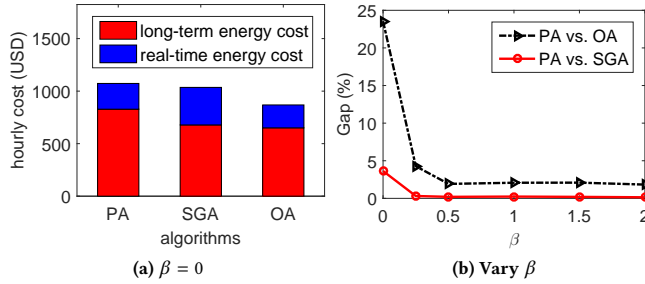 long-term energy cost
real-time energy cost
hourly cost (USD)
1500
1000
500
0
PA SGA OA
algorithms
(a) β = 0
PA vs. OA
PA vs. SGA
Gap (%)
25
20
15
10
5
0
0 0.5 1 1.5 2
β
(b) Vary β